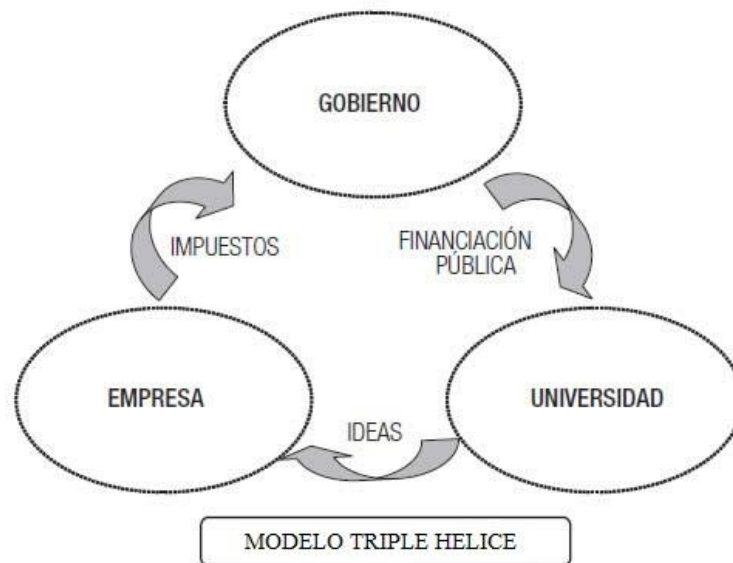 GOBIERNO
IMPUESTOS
FINANCIACIÓN
PÚBLICA
EMPRESA
UNIVERSIDAD
IDEAS
MODELO TRIPLE HELICE